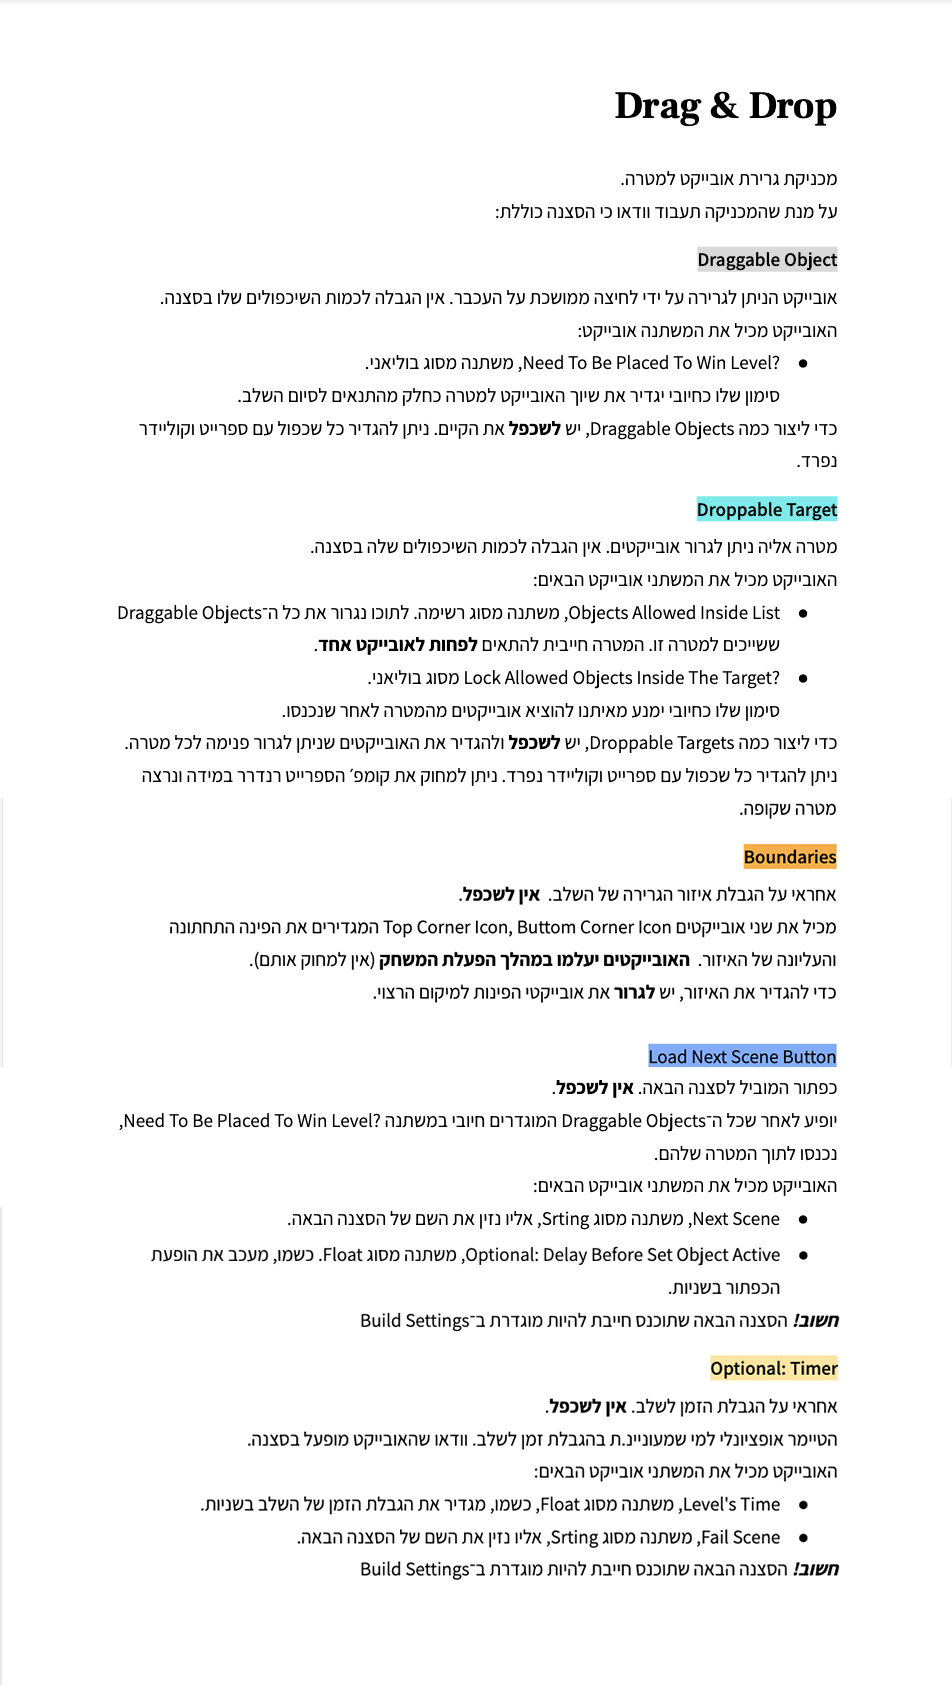 Drag & Drop
מכניקת גרירת אובייקט למטרה.
על מנת שהמכניקה תעבוד וודאו כי הסצנה כוללת:
Draggable Object
אובייקט הניתן לגרירה על ידי לחיצה ממושכת על העכבר. אין הגבלה לכמות השיכפולים שלו בסצנה.
האובייקט מכיל את המשתנה אובייקט:
● Need To Be Placed To Win Level?, משתנה מסוג בוליאני.
סימון שלו כחיובי יגדיר את שיוך האובייקט למטרה כחלק מהתנאים לסיום השלב.
כדי ליצור כמה Draggable Objects, יש לשכפל את הקיים. ניתן להגדיר כל שכפול עם ספרייט וקוליידר
נפרד.
Droppable Target
מטרה אליה ניתן לגרור אובייקטים. אין הגבלה לכמות השיכפולים שלה בסצנה.
האובייקט מכיל את המשתני אובייקט הבאים:
● Objects Allowed Inside List, משתנה מסוג רשימה. לתוכו נגרור את כל ה־Draggable Objects
ששייכים למטרה זו. המטרה חייבית להתאים לפחות לאובייקט אחד.
● Lock Allowed Objects Inside The Target? מסוג בוליאני.
סימון שלו כחיובי ימנע מאיתנו להוציא אובייקטים מהמטרה לאחר שנכנסו.
כדי ליצור כמה Droppable Targets, יש לשכפל ולהגדיר את האובייקטים שניתן לגרור פנימה לכל מטרה.
ניתן להגדיר כל שכפול עם ספרייט וקוליידר נפרד. ניתן למחוק את קומפ׳ הספרייט רנדרר במידה ונרצה
מטרה שקופה.
Boundaries
אחראי על הגבלת איזור הגרירה של השלב. אין לשכפל.
מכיל את שני אובייקטים Top Corner Icon, Buttom Corner Icon המגדירים את הפינה התחתונה
והעליונה של האיזור. האובייקטים יעלמו במהלך הפעלת המשחק (אין למחוק אותם).
כדי להגדיר את האיזור, יש לגרור את אובייקטי הפינות למיקום הרצוי.
Load Next Scene Button
כפתור המוביל לסצנה הבאה. אין לשכפל.
יופיע לאחר שכל ה־Draggable Objects המוגדרים חיובי במשתנה Need To Be Placed To Win Level?,
נכנסו לתוך המטרה שלהם.
האובייקט מכיל את המשתני אובייקט הבאים:
● Next Scene, משתנה מסוג Srting, אליו נזין את השם של הסצנה הבאה.
● Optional: Delay Before Set Object Active, משתנה מסוג Float. כשמו, מעכב את הופעת
הכפתור בשניות.
חשוב! הסצנה הבאה שתוכנס חייבת להיות מוגדרת ב־Build Settings
Optional: Timer
אחראי על הגבלת הזמן לשלב. אין לשכפל.
הטיימר אופציונלי למי שמעוניינ.ת בהגבלת זמן לשלב. וודאו שהאובייקט מופעל בסצנה.
האובייקט מכיל את המשתני אובייקט הבאים:
● Level's Time, משתנה מסוג Float, כשמו, מגדיר את הגבלת הזמן של השלב בשניות.
● Fail Scene, משתנה מסוג Srting, אליו נזין את השם של הסצנה הבאה.
חשוב! הסצנה הבאה שתוכנס חייבת להיות מוגדרת ב־Build Settings